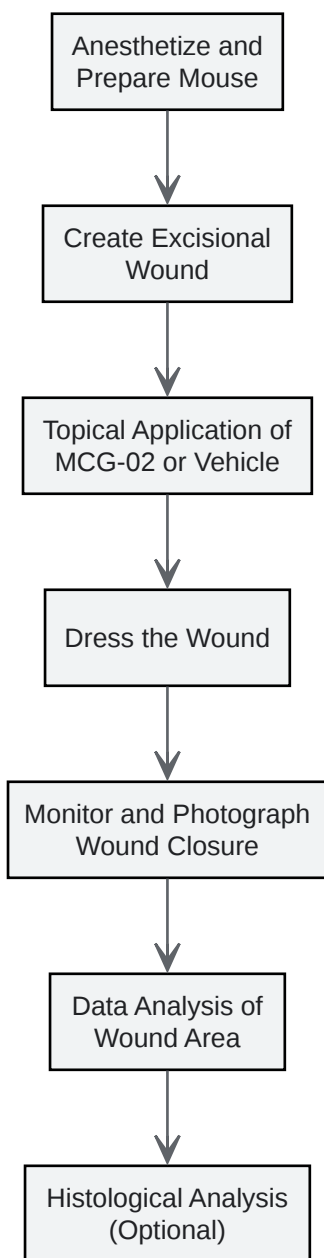 Anesthetize and
Prepare Mouse
Create Excisional
Wound
Topical Application of
MCG-02 or Vehicle
Dress the Wound
Monitor and Photograph
Wound Closure
Data Analysis of
Wound Area
Histological Analysis
(Optional)